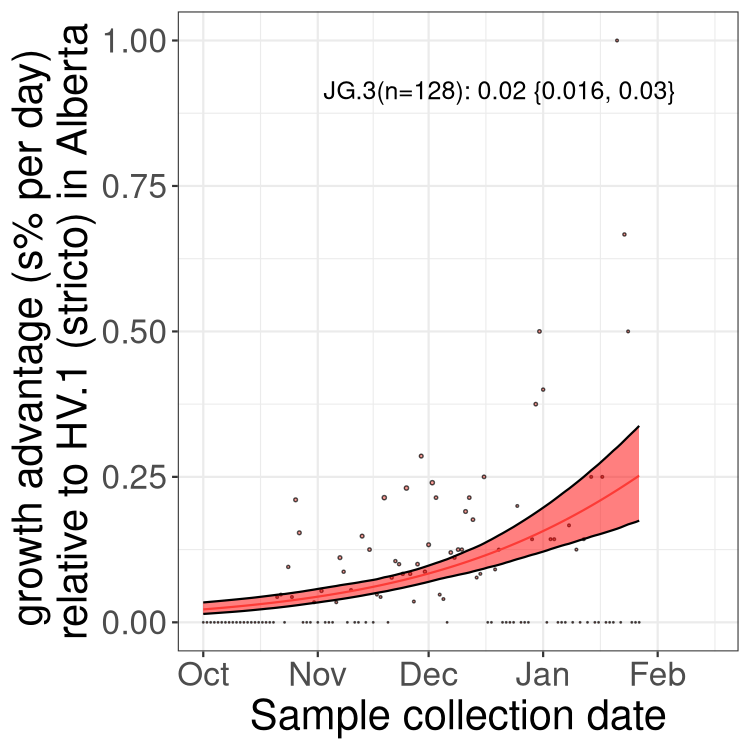 growth advantage (s% per day)
relative to HV.1 (stricto) in Alberta
1.00
JG.3(n=128): 0.02 {0.016, 0.03}
0.75
0.50
0.25
0.00
Oct Nov Dec Jan Feb
Sample collection date